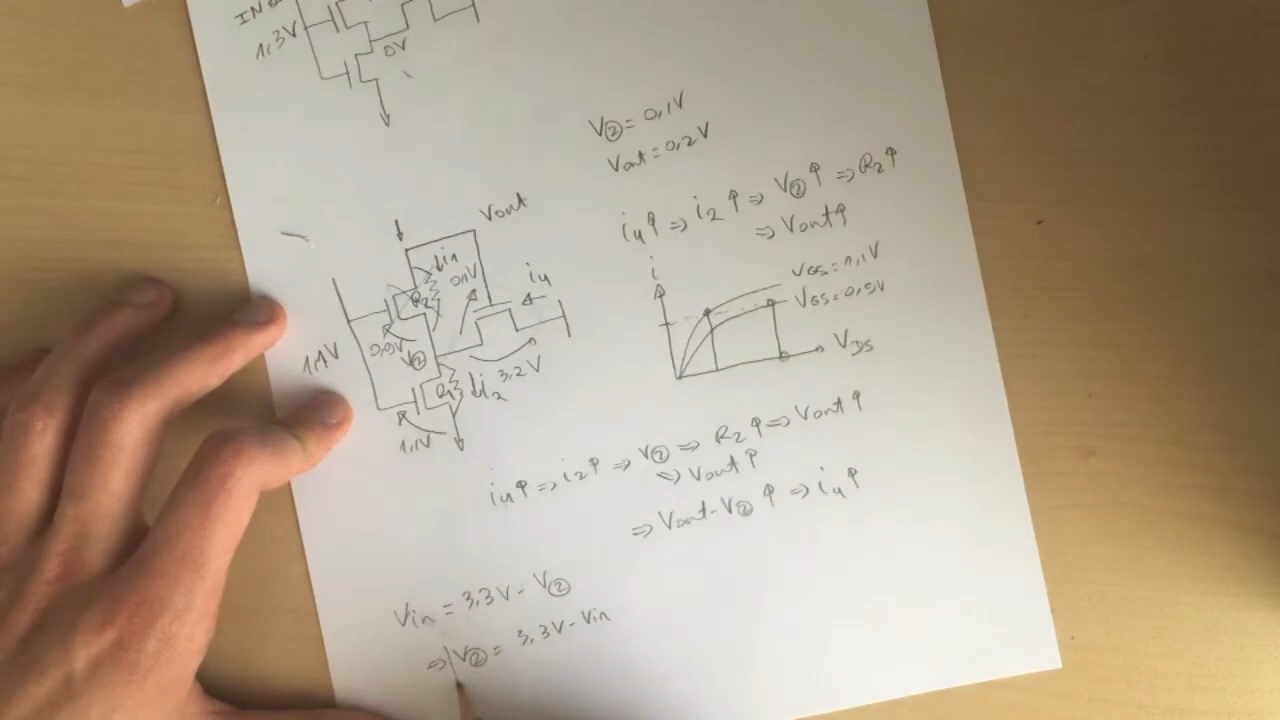 1,3V
0V
V② = 0,1V
Vout = 0,2V
i4↑ ⇒ i2↑ ⇒ V②↑ ⇒ R2↑
⇒ Vout↑
Vout
i1
0,1V
i4
R2
0,9V
V②
1,1V
3,2V
i2
R1
1,1V
i
VGS = 1,1V
VGS = 0,9V
VDS
i4↑ ⇒ i2↑ ⇒ V② ⇒ R2↑ ⇒ Vout↑
⇒ Vout↑
⇒ Vout - V②↑ ⇒ i4↑
Vin = 3,3V - V②
⇒ V② = 3,3V - Vin